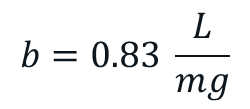 b = 0.83 L/mg